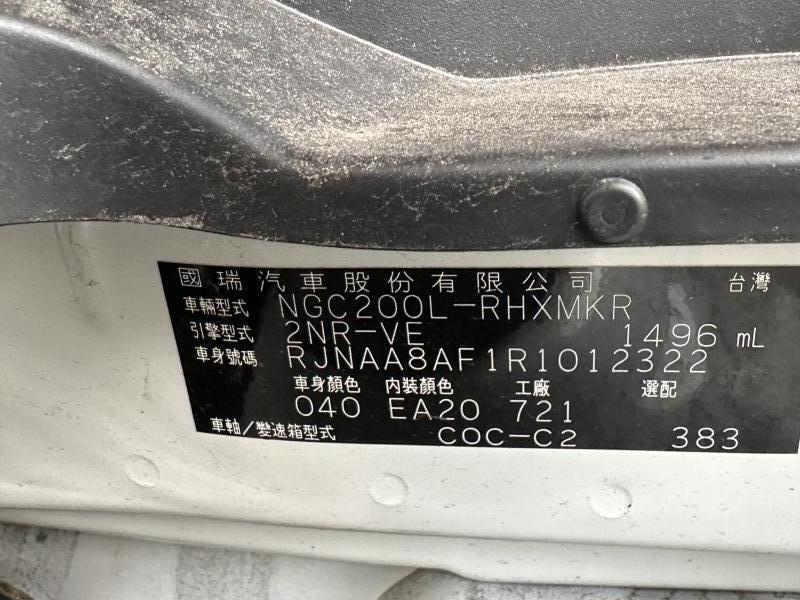 國瑞汽車股份有限公司 台灣
車輛型式 NGC200L-RHXMKR
引擎型式 2NR-VE 1496 mL
車身號碼 RJNAA8AF1R1012322
車身顏色 內裝顏色 工廠 選配
040 EA20 721
車軸/變速箱型式 COC-C2 383